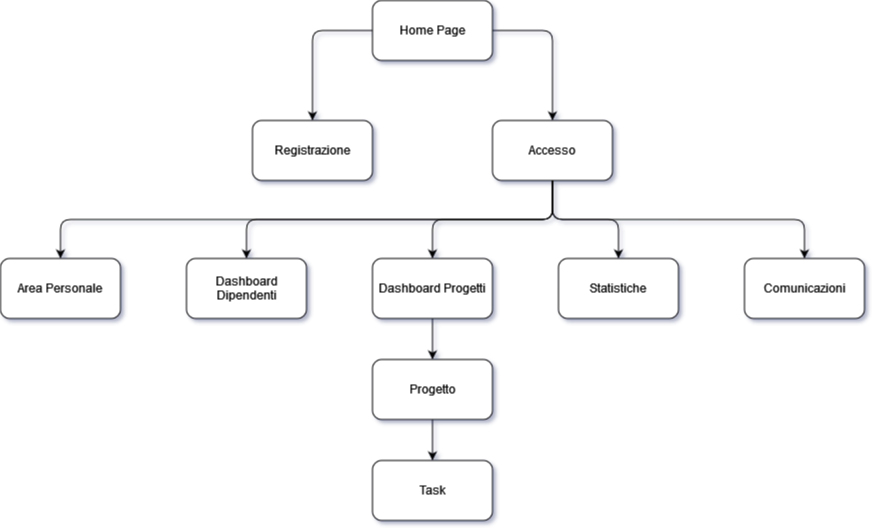 Home Page
Registrazione
Accesso
Area Personale
Dashboard
Dipendenti
Dashboard Progetti
Statistiche
Comunicazioni
Progetto
Task